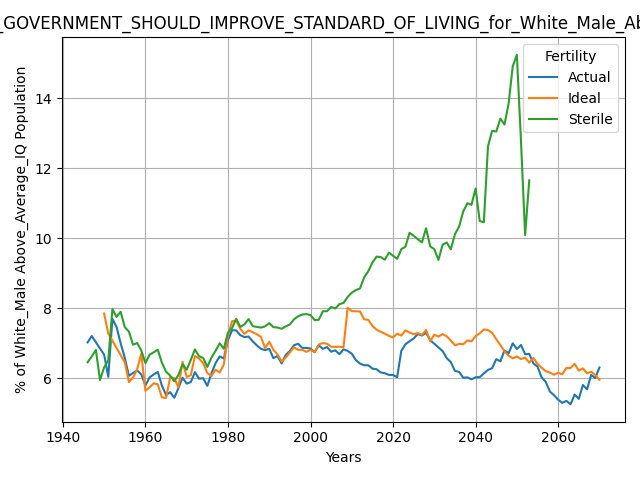 _GOVERNMENT_SHOULD_IMPROVE_STANDARD_OF_LIVING_for_White_Male_Ab
% of White_Male Above_Average_IQ Population
14
12
10
8
6
Fertility
Actual
Ideal
Sterile
1940 1960 1980 2000 2020 2040 2060
Years